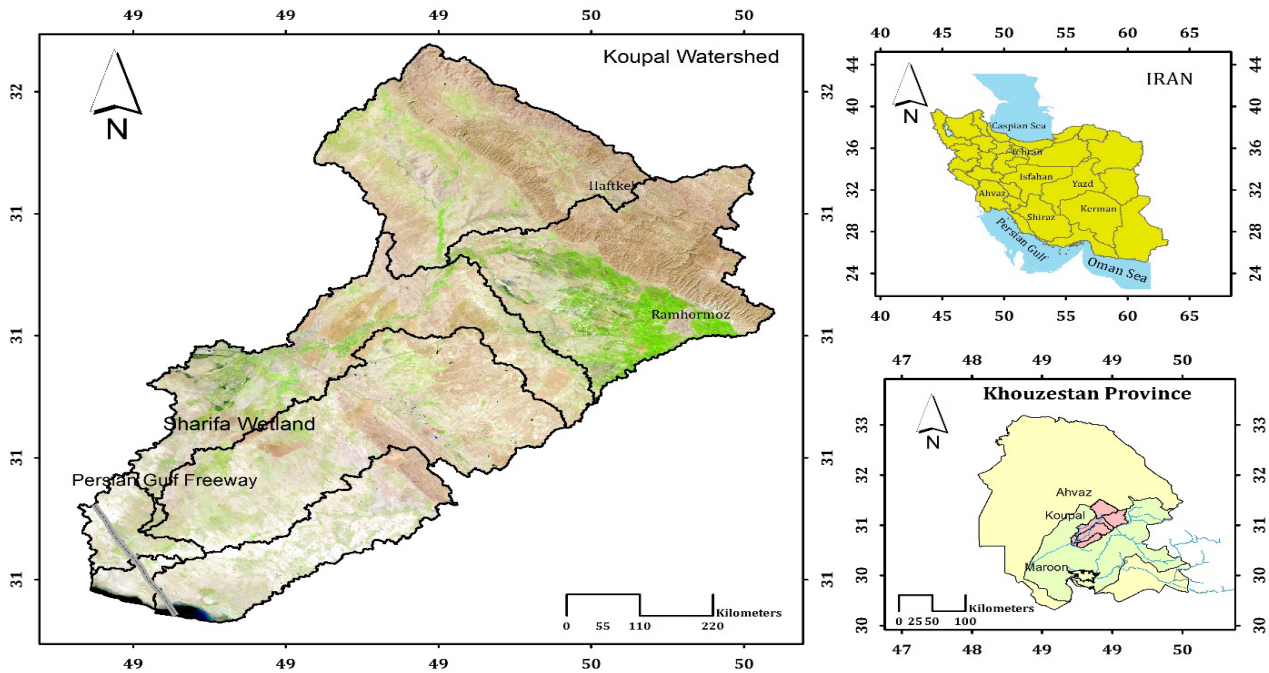 49 49 49 50 50
Koupal Watershed
N
32
31
31
31
31
Haftkel
Ramhormoz
Sharifa Wetland
Persian Gulf Freeway
Kilometers
0 55 110 220
49 49 49 50 50
40 45 50 55 60 65
IRAN
N
44
40
36
32
28
24
44
40
36
32
28
24
Caspian Sea
Tehran
Isfahan
Yazd
Ahvaz
Kerman
Shiraz
Persian Gulf
Oman Sea
40 45 50 55 60 65
47 48 49 49 50
Khouzestan Province
N
33
32
31
30
30
33
32
31
30
30
Ahvaz
Koupal
Maroon
Kilometers
0 25 50 100
47 48 49 49 50